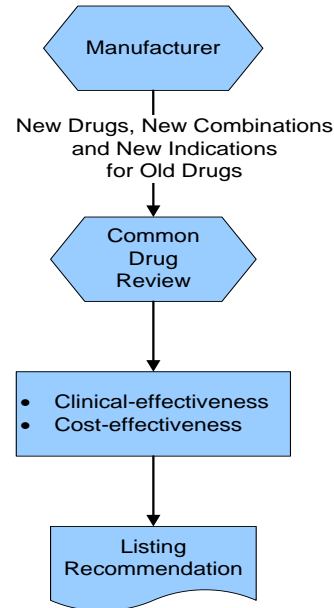 Manufacturer
New Drugs, New Combinations
and New Indications
for Old Drugs
Common
Drug
Review
• Clinical-effectiveness
• Cost-effectiveness
Listing
Recommendation